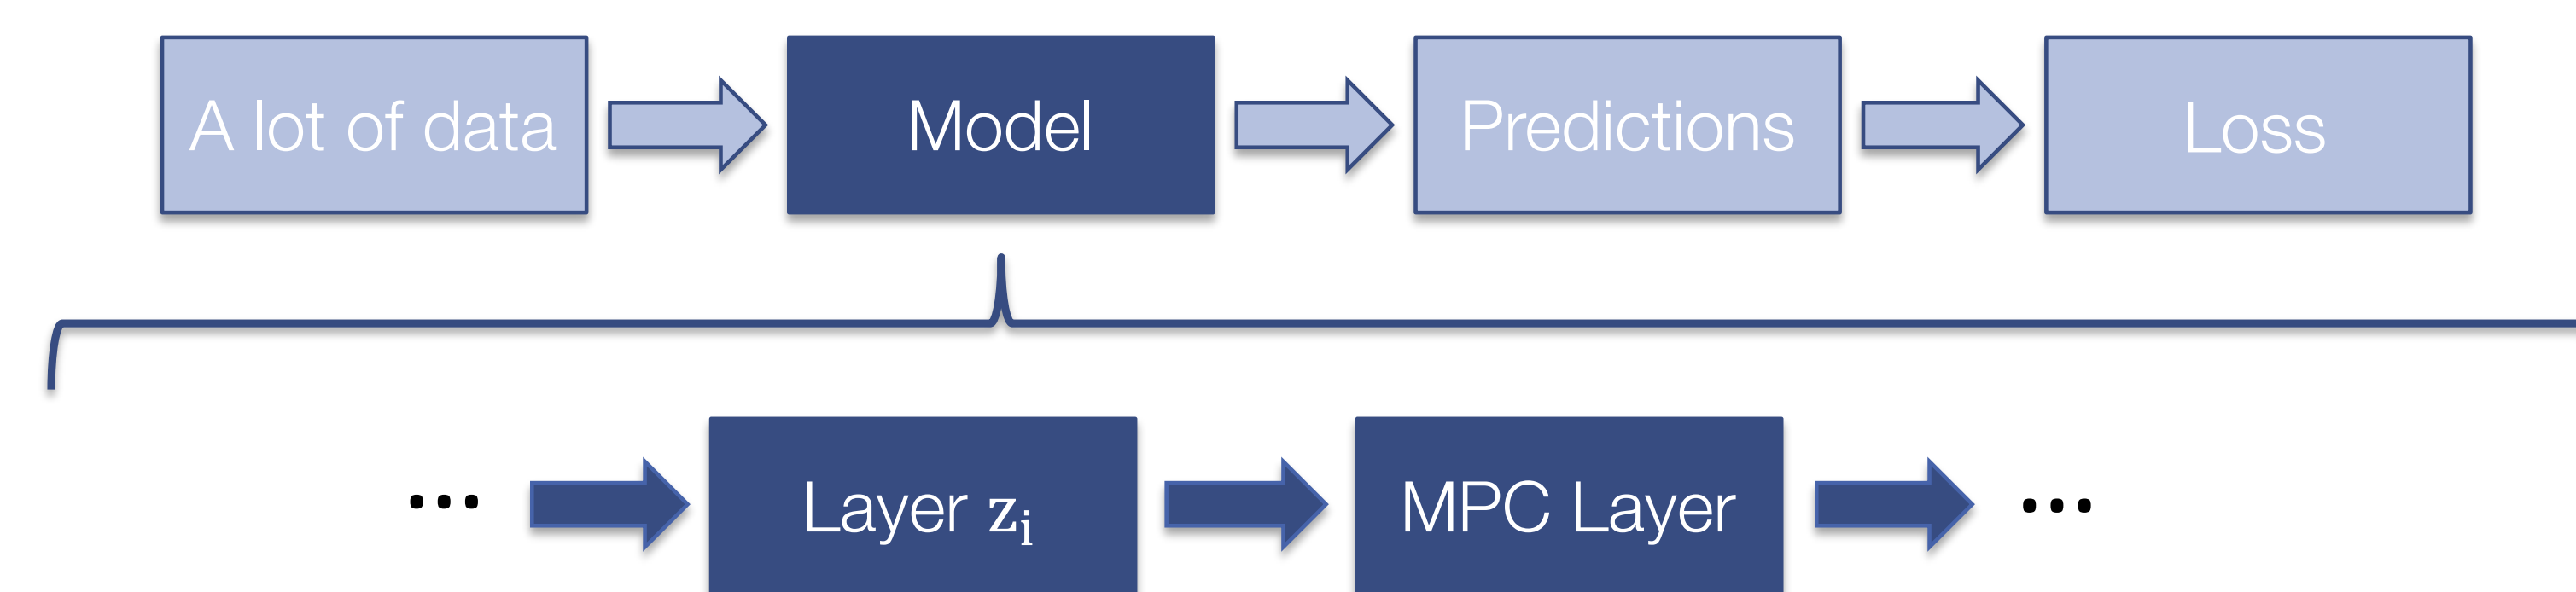 A lot of data
Model
Predictions
Loss
...
Layer zᵢ
MPC Layer
...